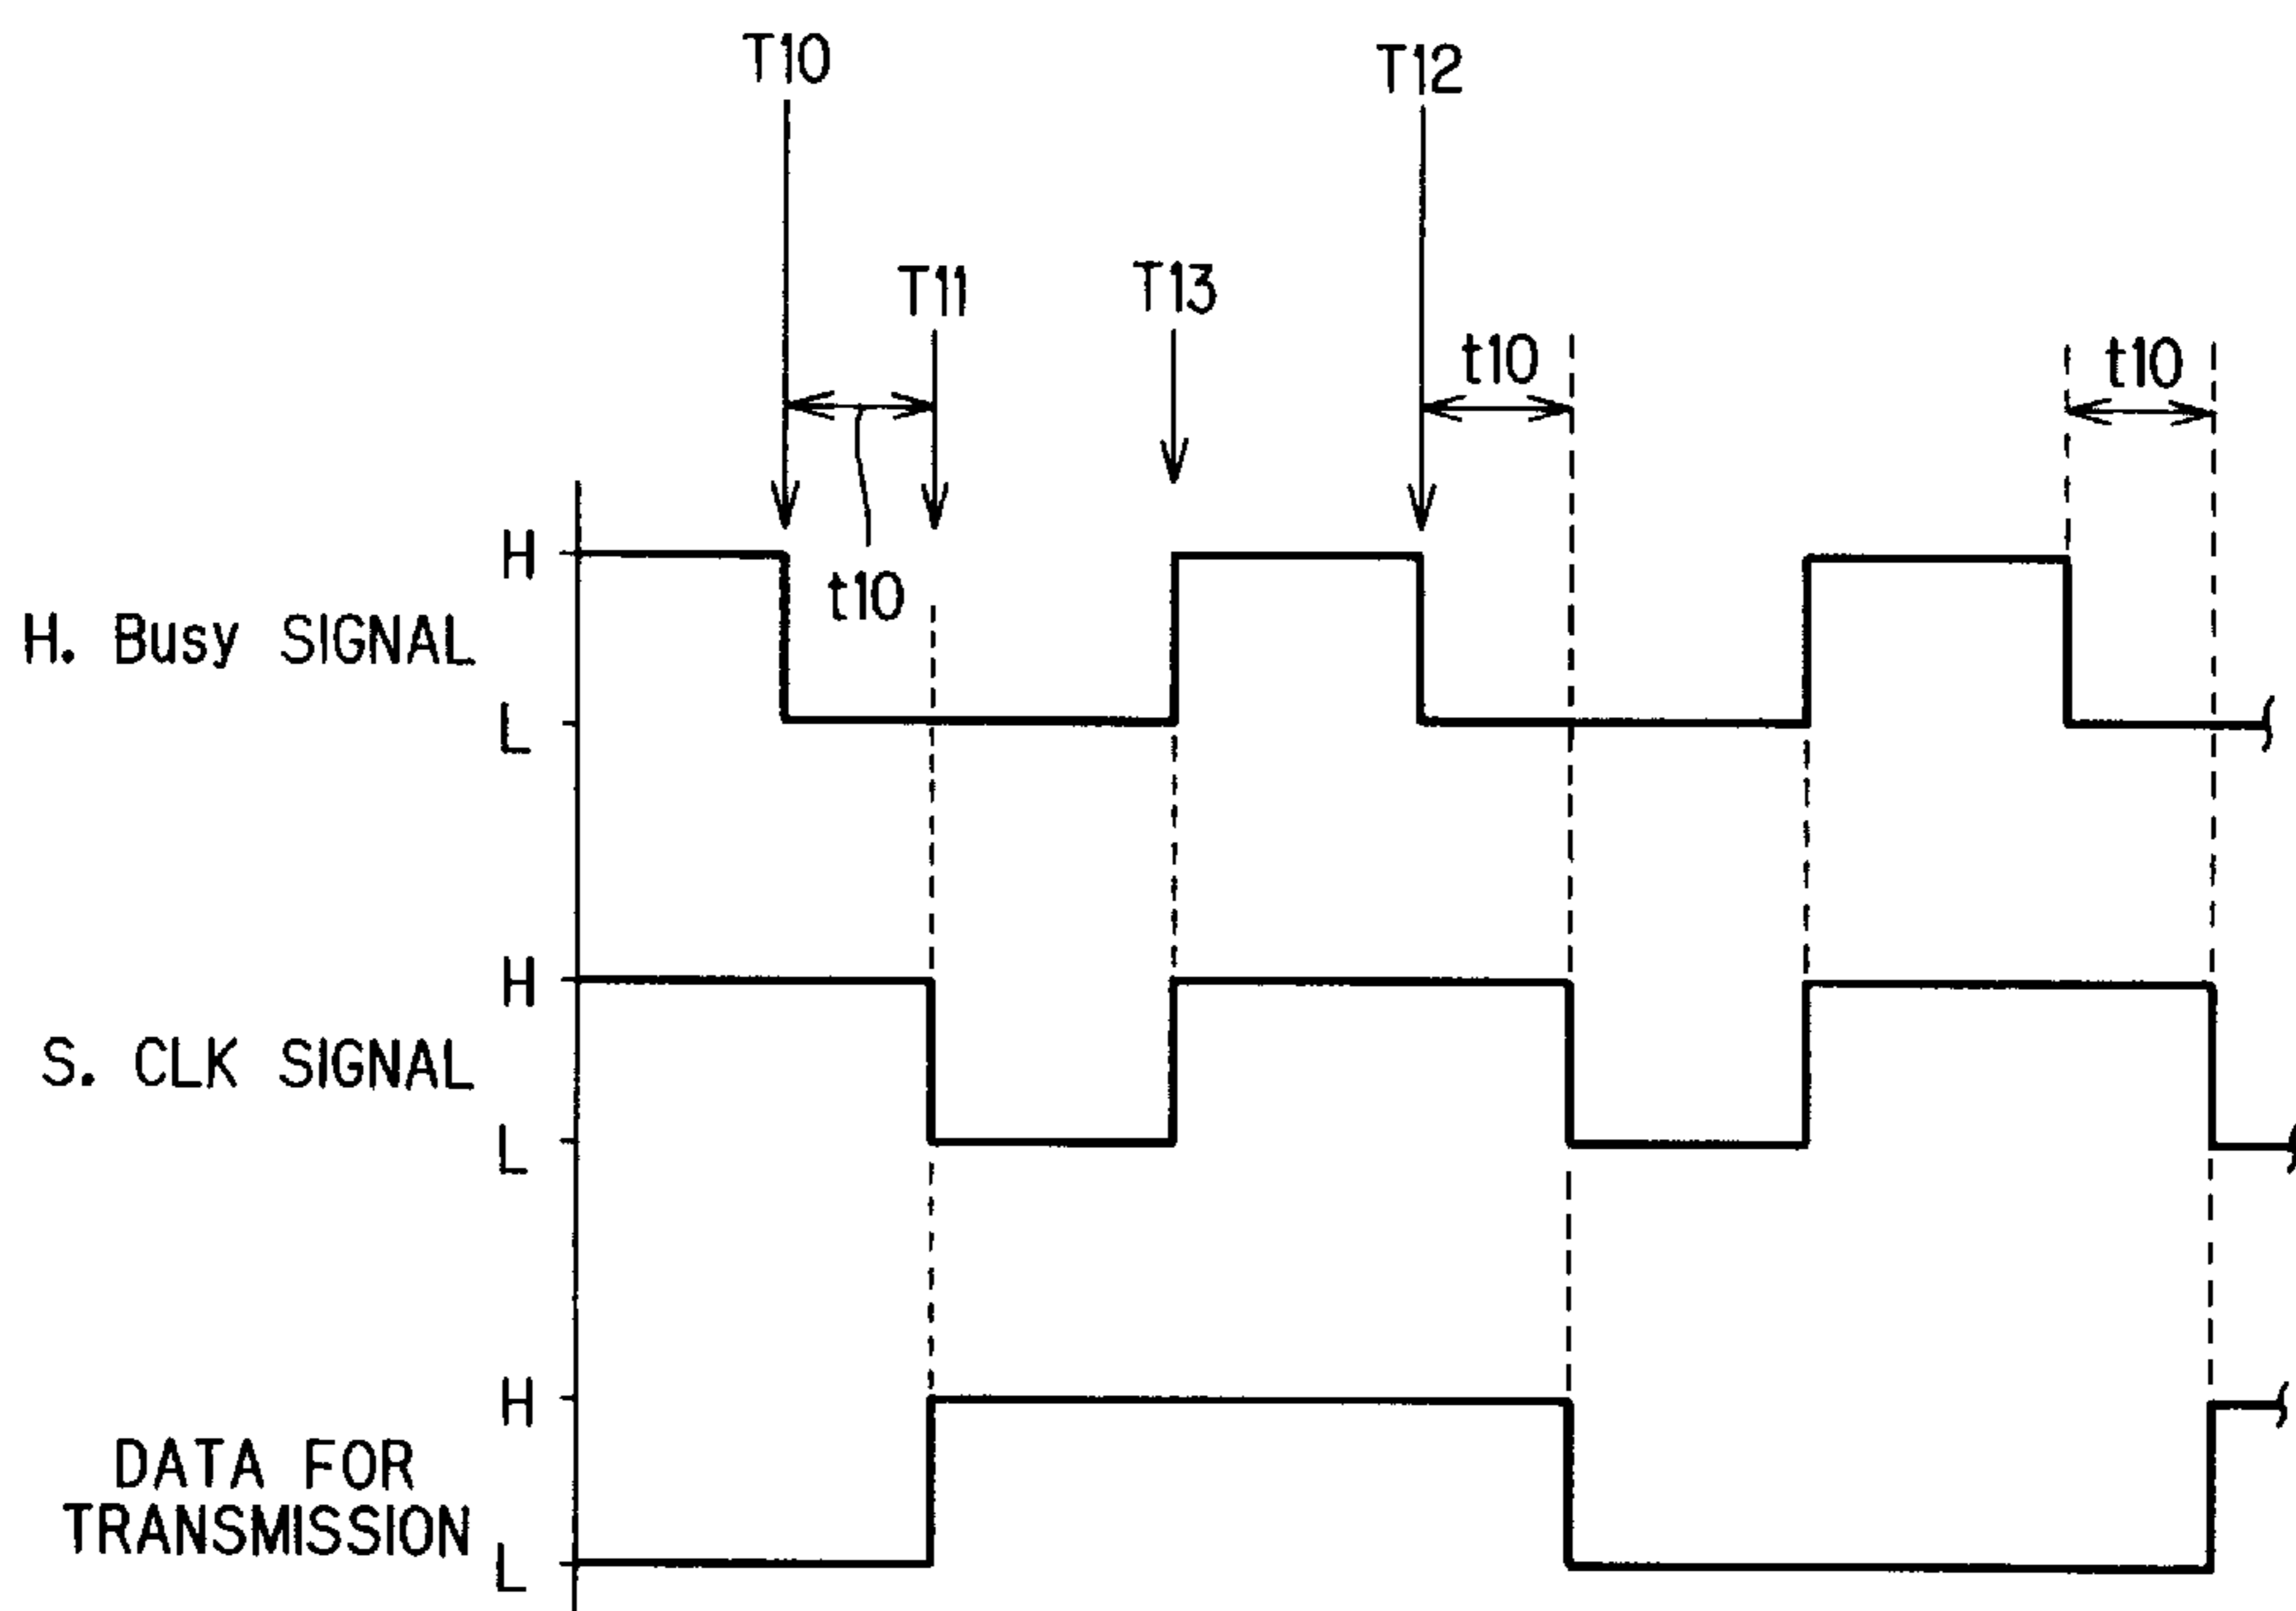 T10
T12
T11
T13
t10
t10
H
t10
H. Busy SIGNAL
L
H
S. CLK SIGNAL
L
H
DATA FOR
TRANSMISSION
L